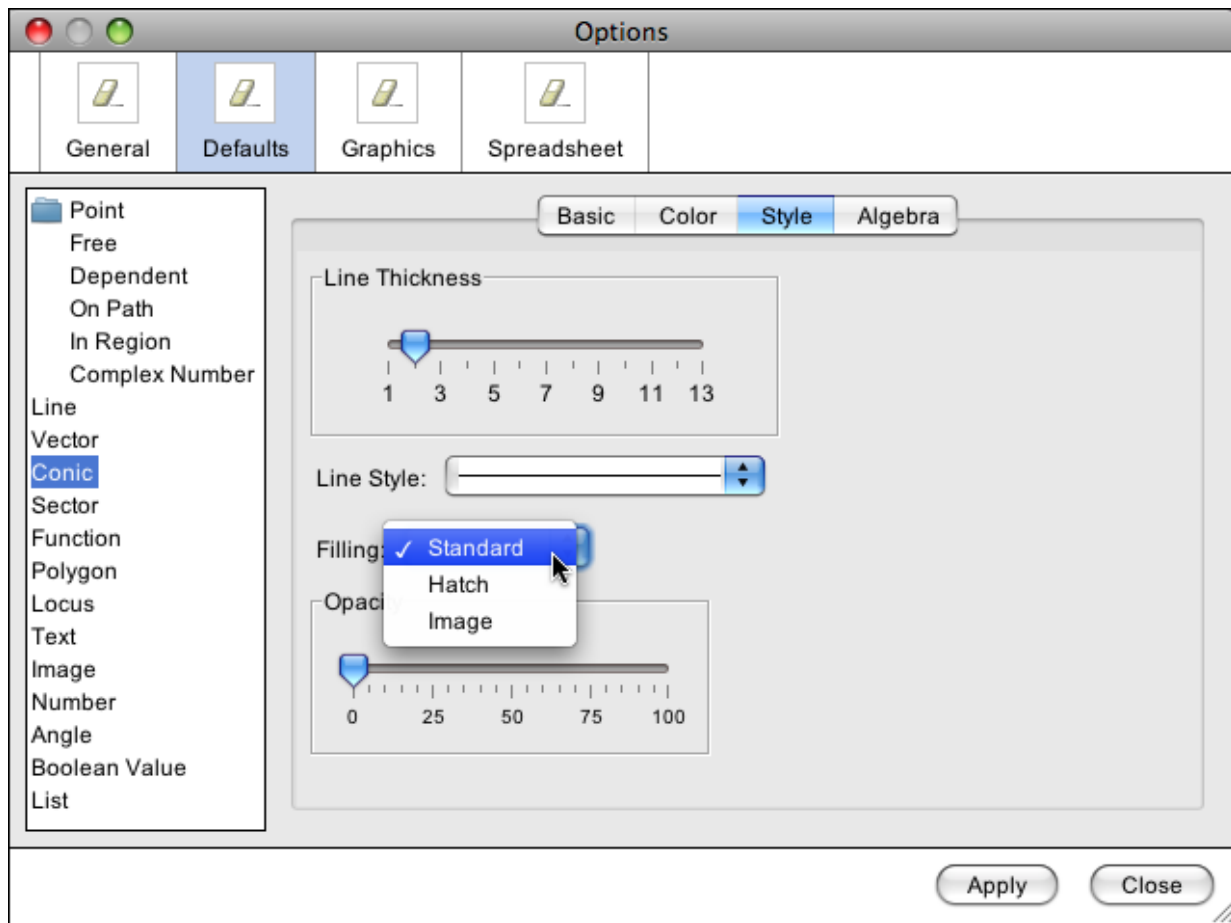 Options
General Defaults Graphics Spreadsheet
Point
Free
Dependent
On Path
In Region
Complex Number
Line
Vector
Conic
Sector
Function
Polygon
Locus
Text
Image
Number
Angle
Boolean Value
List
Basic Color Style Algebra
Line Thickness
1 3 5 7 9 11 13
Line Style:
Filling:
✓ Standard
Hatch
Image
0 25 50 75 100
Apply Close